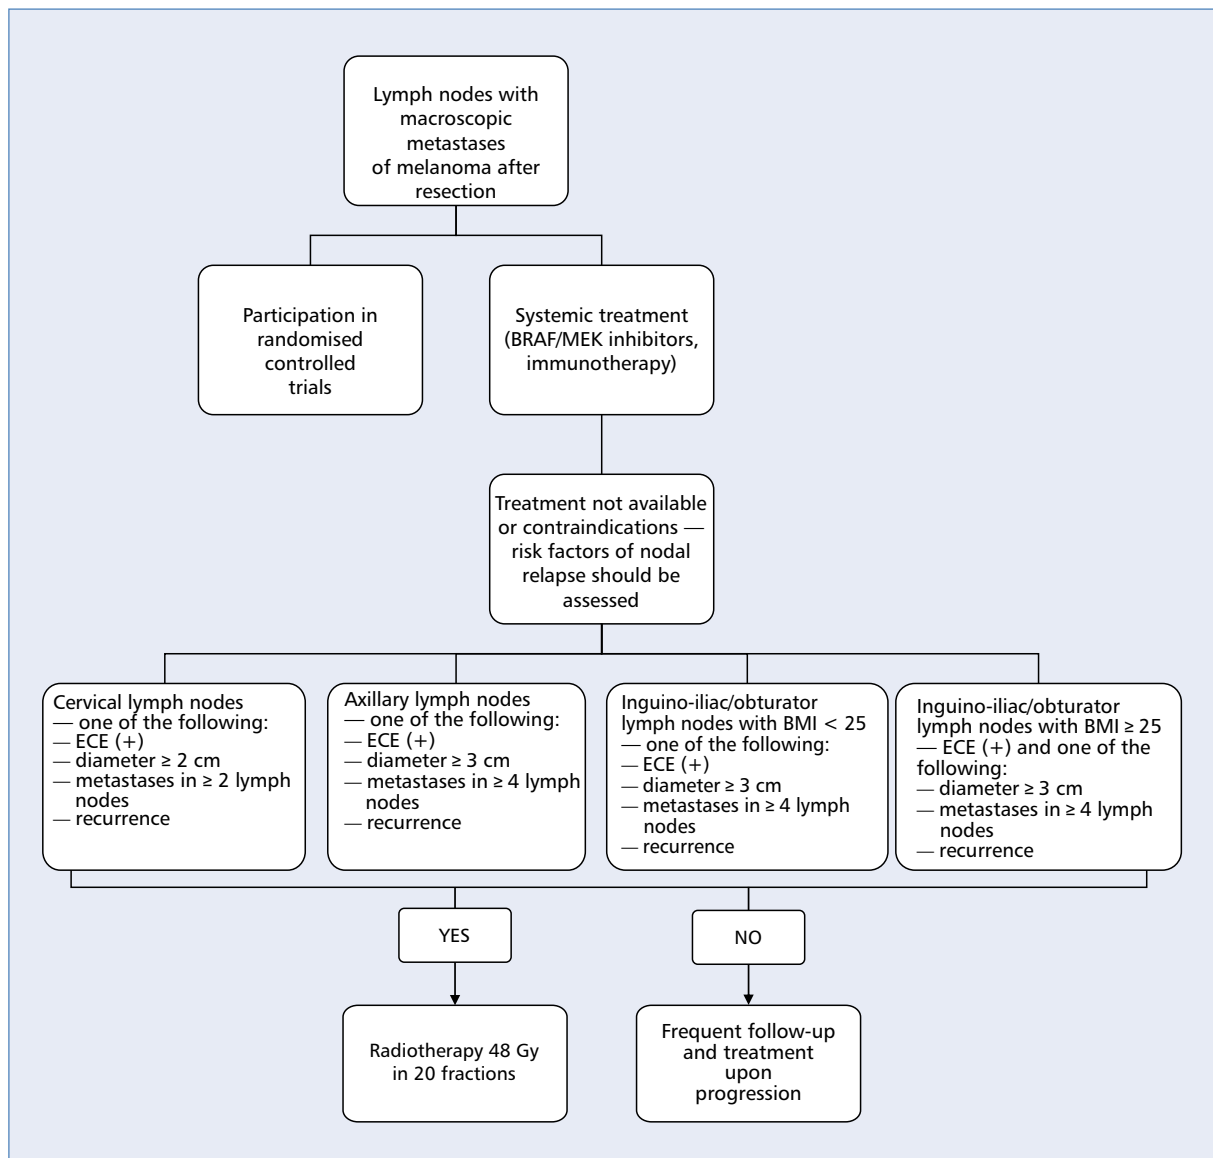 Lymph nodes with
macroscopic
metastases
of melanoma after
resection
Participation in
randomised
controlled
trials
Systemic treatment
(BRAF/MEK inhibitors,
immunotherapy)
Treatment not available
or contraindications —
risk factors of nodal
relapse should be
assessed
Cervical lymph nodes
— one of the following:
— ECE (+)
— diameter ≥ 2 cm
— metastases in ≥ 2 lymph
nodes
— recurrence
Axillary lymph nodes
— one of the following:
— ECE (+)
— diameter ≥ 3 cm
— metastases in ≥ 4 lymph
nodes
— recurrence
Inguino-iliac/obturator
lymph nodes with BMI < 25
— one of the following:
— ECE (+)
— diameter ≥ 3 cm
— metastases in ≥ 4 lymph
nodes
— recurrence
Inguino-iliac/obturator
lymph nodes with BMI ≥ 25
— ECE (+) and one of the
following:
— diameter ≥ 3 cm
— metastases in ≥ 4 lymph
nodes
— recurrence
YES
NO
Radiotherapy 48 Gy
in 20 fractions
Frequent follow-up
and treatment
upon
progression